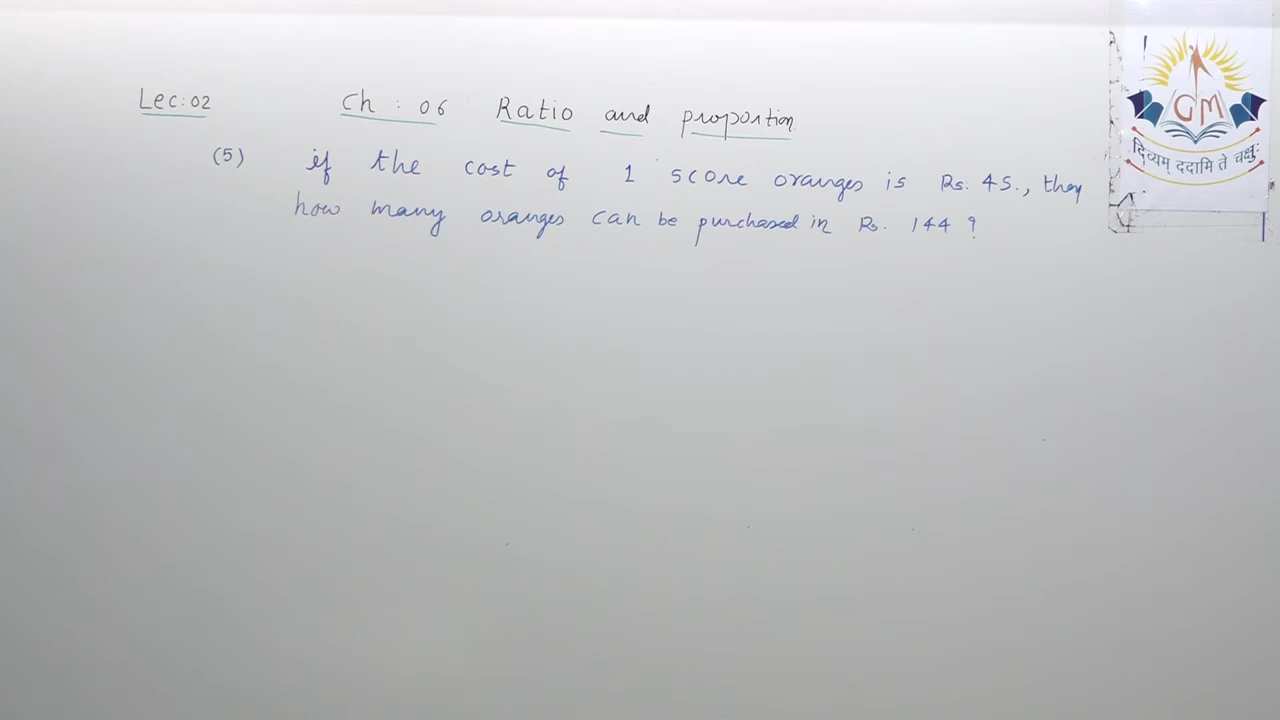 Lec:02 Ch : 06 Ratio and proportion
(5) if the cost of 1 score oranges is Rs. 45., then
how many oranges can be purchased in Rs. 144 ?
GM
दिव्यम् ददामि ते चक्षुः